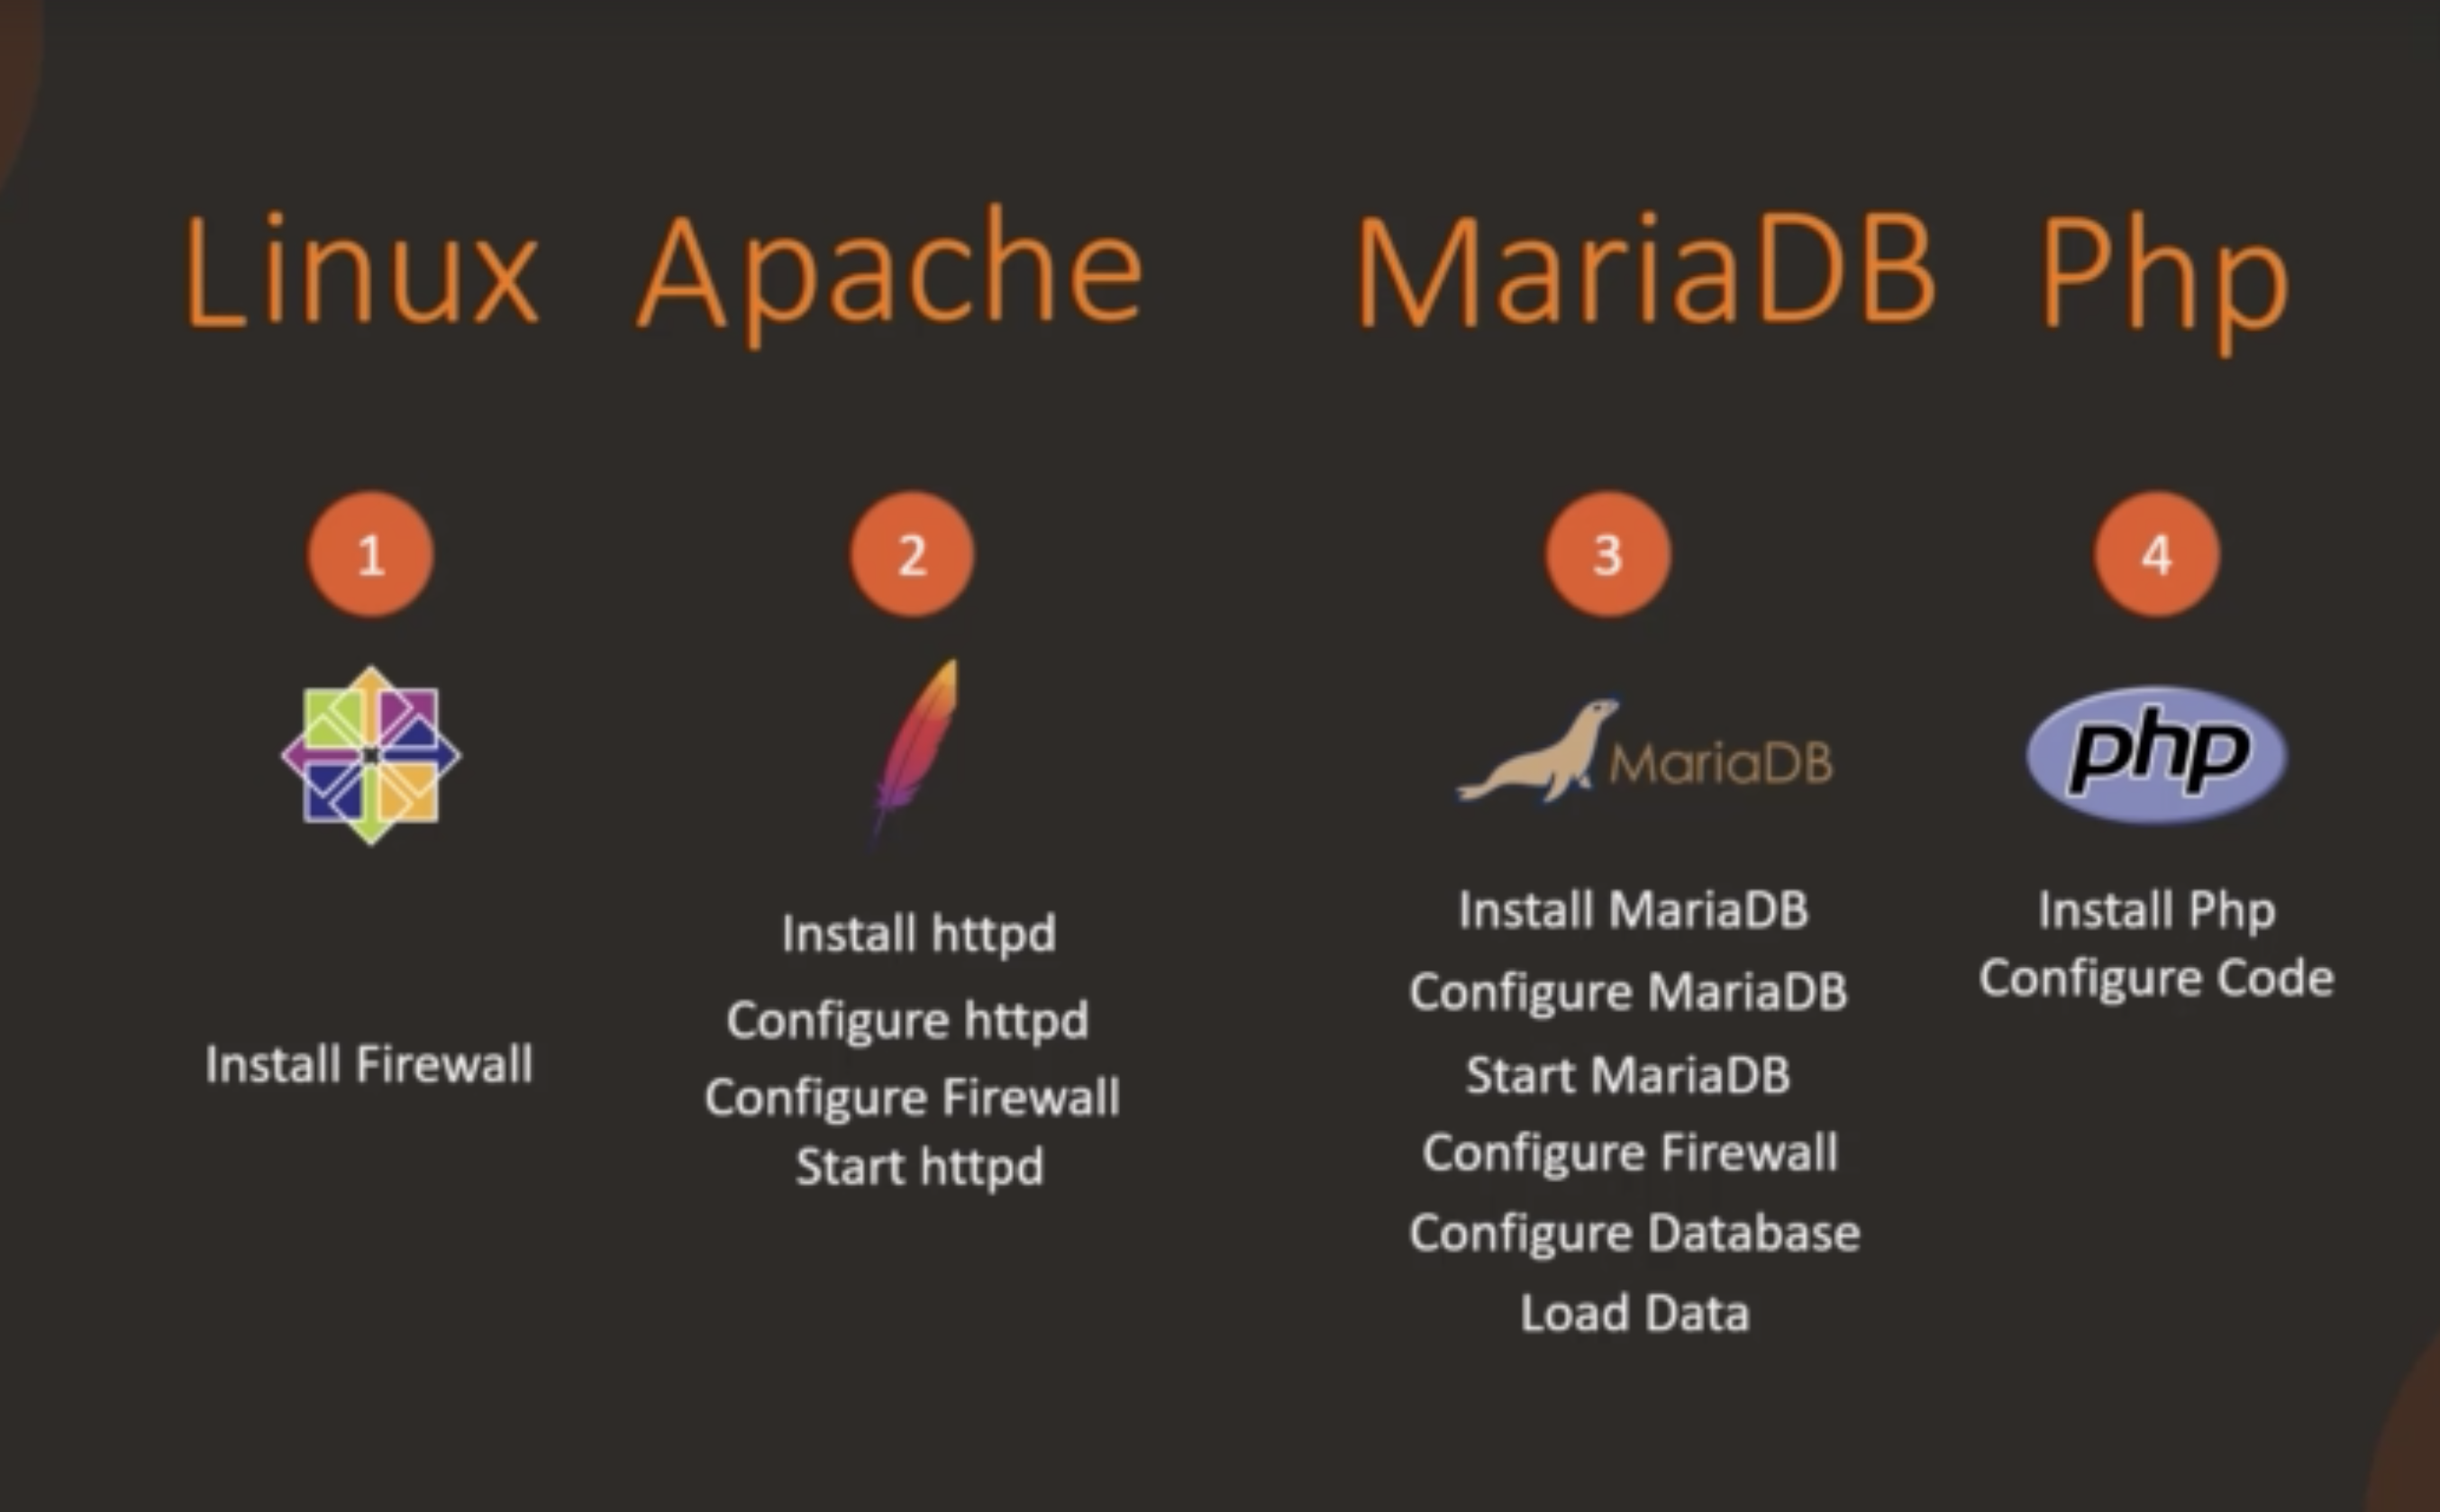 Linux Apache MariaDB Php
1 2 3 4
MariaDB php
Install Firewall
Install httpd
Configure httpd
Configure Firewall
Start httpd
Install MariaDB
Configure MariaDB
Start MariaDB
Configure Firewall
Configure Database
Load Data
Install Php
Configure Code